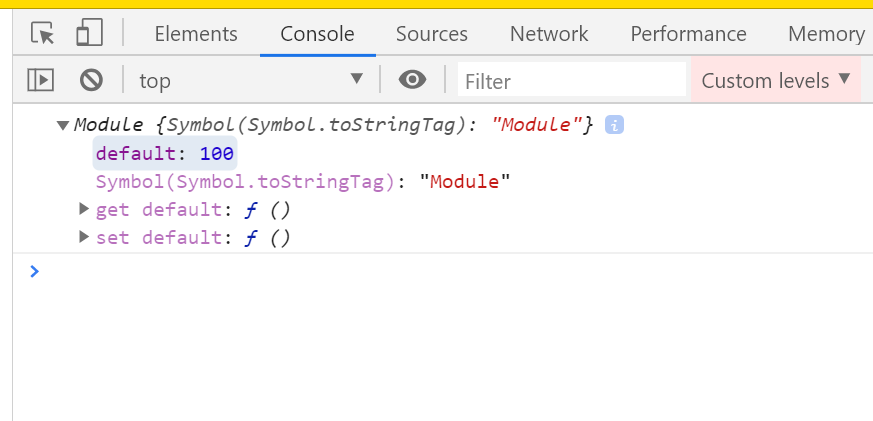 Elements Console Sources Network Performance Memory
top Filter Custom levels
Module {Symbol(Symbol.toStringTag): "Module"} i
default: 100
Symbol(Symbol.toStringTag): "Module"
get default: ƒ ()
set default: ƒ ()